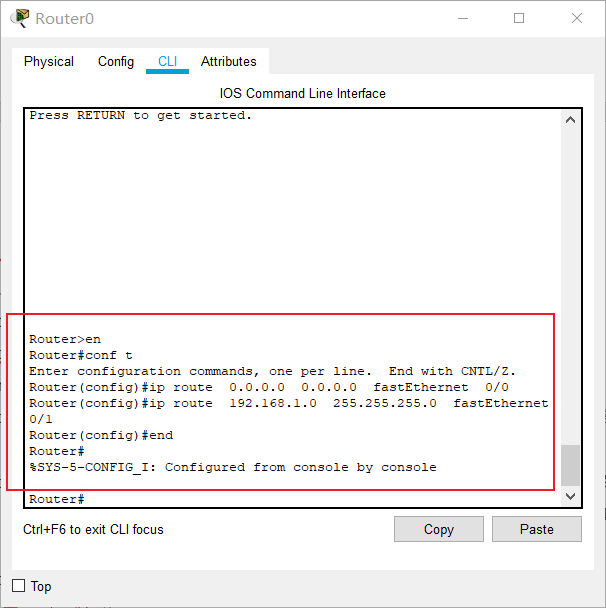 Router0
Physical Config CLI Attributes
IOS Command Line Interface
Press RETURN to get started.
Router>en
Router#conf t
Enter configuration commands, one per line.  End with CNTL/Z.
Router(config)#ip route  0.0.0.0  0.0.0.0  fastEthernet  0/0
Router(config)#ip route  192.168.1.0  255.255.255.0  fastEthernet
0/1
Router(config)#end
Router#
%SYS-5-CONFIG_I: Configured from console by console
Router#
Ctrl+F6 to exit CLI focus
Copy
Paste
Top